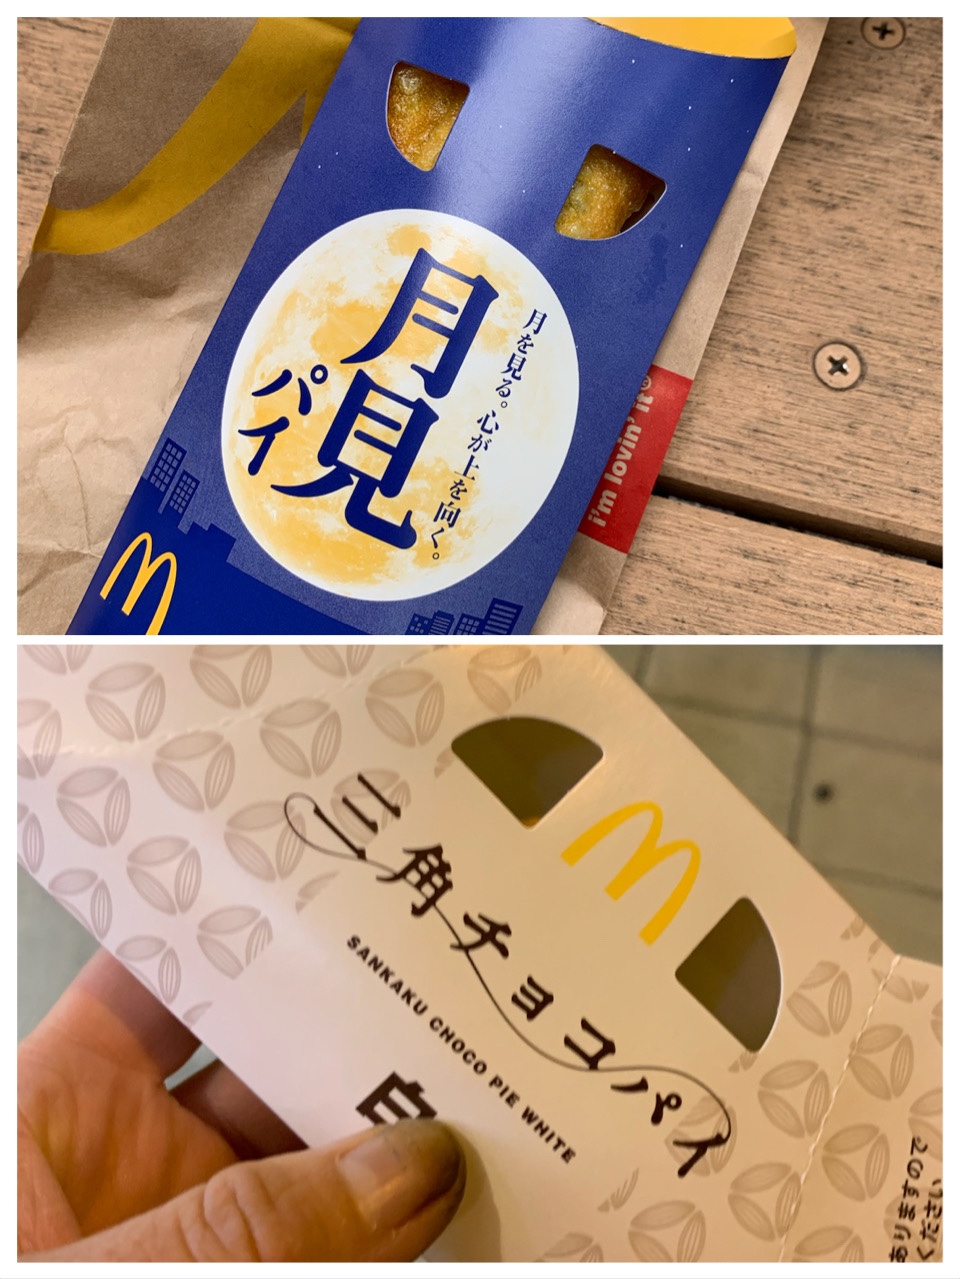 月見
パイ
月を見る。心が上を向く。
i'm lovin' it®
三角チョコパイ
SANKAKU CHOCO PIE WHITE
白
ありますので
ください